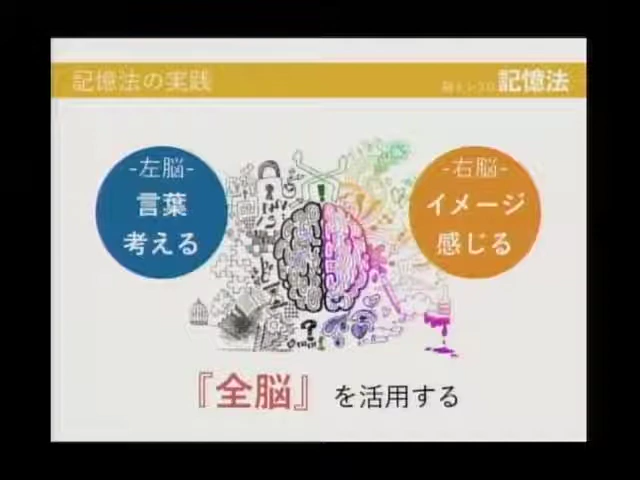 記憶法の実践
記憶法
-左脳-
言葉
考える
-右脳-
イメージ
感じる
『全脳』を活用する